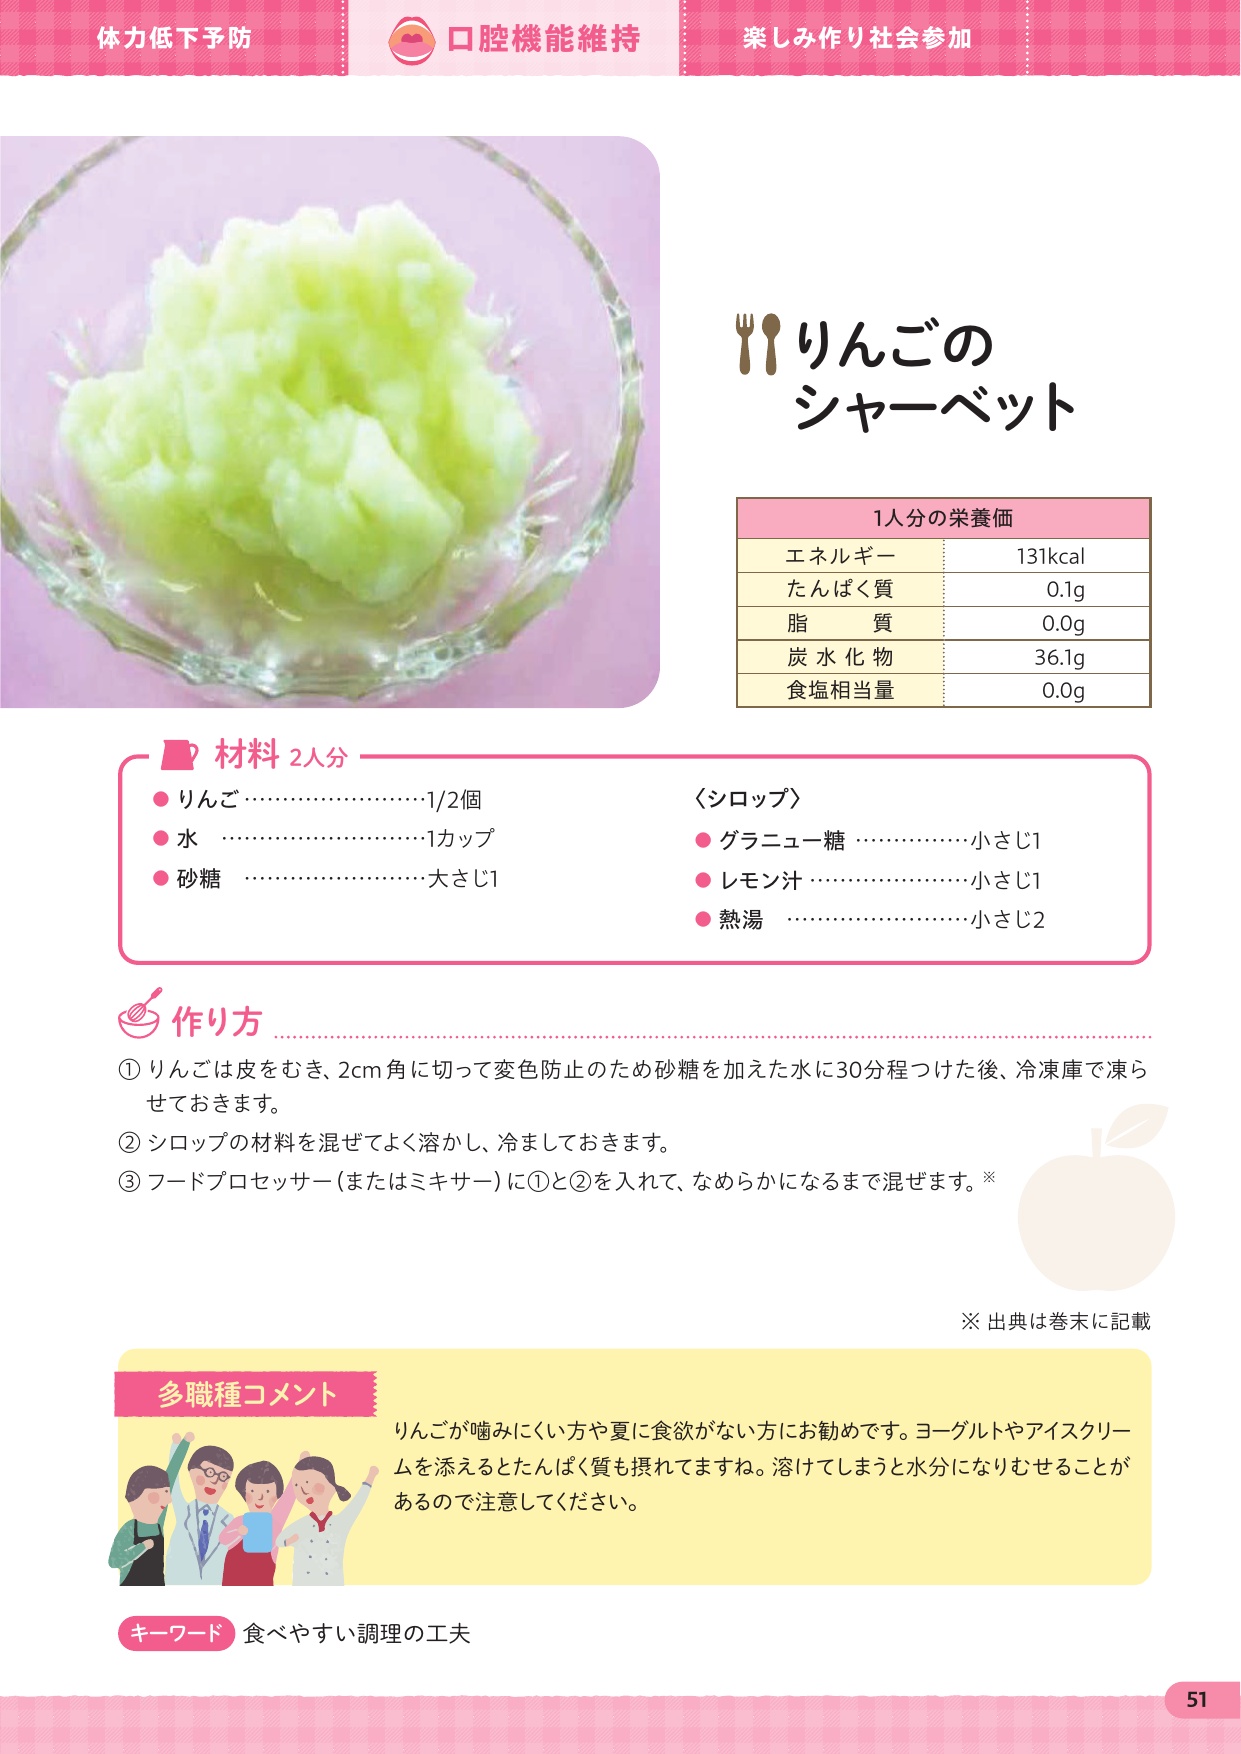 体力低下予防
口腔機能維持
楽しみ作り社会参加
りんごの
シャーベット
1人分の栄養価
エネルギー 131kcal
たんぱく質 0.1g
脂 質 0.0g
炭水化物 36.1g
食塩相当量 0.0g
材料 2人分
● りんご……………………1/2個
● 水 ………………………1カップ
● 砂糖 ……………………大さじ1
〈シロップ〉
● グラニュー糖 ……………小さじ1
● レモン汁 …………………小さじ1
● 熱湯 ……………………小さじ2
作り方
① りんごは皮をむき、2cm角に切って変色防止のため砂糖を加えた水に30分程つけた後、冷凍庫で凍ら
せておきます。
② シロップの材料を混ぜてよく溶かし、冷ましておきます。
③ フードプロセッサー(またはミキサー)に①と②を入れて、なめらかになるまで混ぜます。※
※ 出典は巻末に記載
多職種コメント
りんごが噛みにくい方や夏に食欲がない方にお勧めです。ヨーグルトやアイスクリー
ムを添えるとたんぱく質も摂れてますね。溶けてしまうと水分になりむせることが
あるので注意してください。
キーワード 食べやすい調理の工夫
51